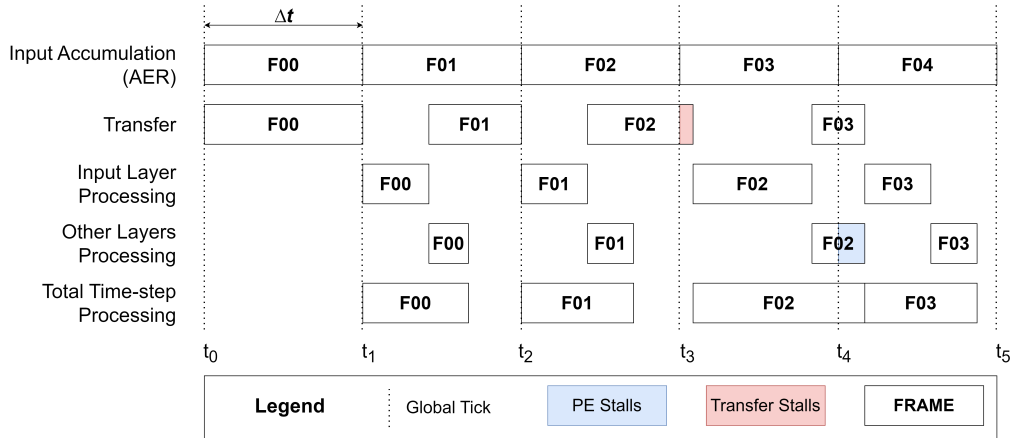 Δt
Input Accumulation
(AER)
F00 F01 F02 F03 F04
Transfer
F00 F01 F02 F03
Input Layer
Processing
F00 F01 F02 F03
Other Layers
Processing
F00 F01 F02 F03
Total Time-step
Processing
F00 F01 F02 F03
t0 t1 t2 t3 t4 t5
Legend Global Tick PE Stalls Transfer Stalls FRAME